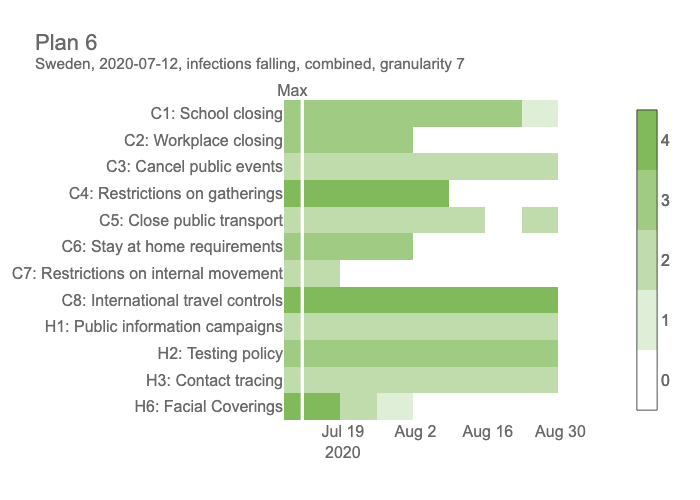 Plan 6
Sweden, 2020-07-12, infections falling, combined, granularity 7
Max
C1: School closing
C2: Workplace closing
C3: Cancel public events
C4: Restrictions on gatherings
C5: Close public transport
C6: Stay at home requirements
C7: Restrictions on internal movement
C8: International travel controls
H1: Public information campaigns
H2: Testing policy
H3: Contact tracing
H6: Facial Coverings
Jul 19 Aug 2 Aug 16 Aug 30
2020
4
3
2
1
0